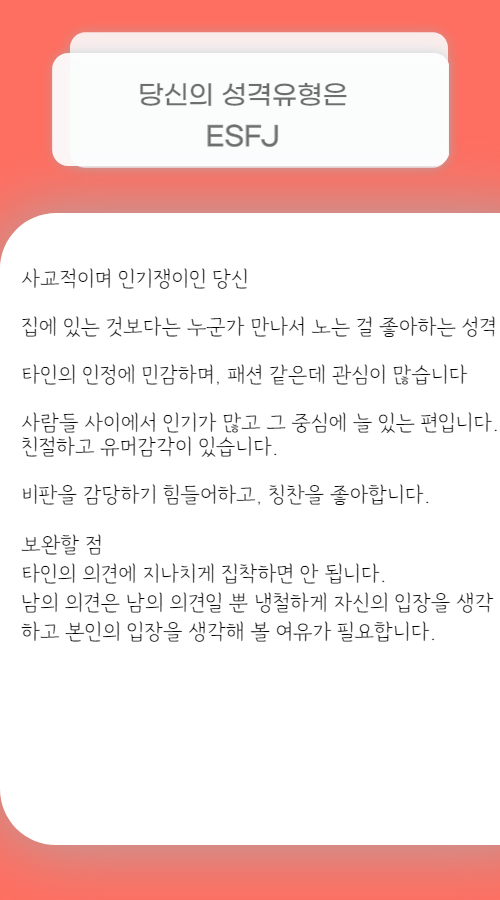 당신의 성격유형은
ESFJ
사교적이며 인기쟁이인 당신
집에 있는 것보다는 누군가 만나서 노는 걸 좋아하는 성격
타인의 인정에 민감하며, 패션 같은데 관심이 많습니다
사람들 사이에서 인기가 많고 그 중심에 늘 있는 편입니다.
친절하고 유머감각이 있습니다.
비판을 감당하기 힘들어하고, 칭찬을 좋아합니다.
보완할 점
타인의 의견에 지나치게 집착하면 안 됩니다.
남의 의견은 남의 의견일 뿐 냉철하게 자신의 입장을 생각
하고 본인의 입장을 생각해 볼 여유가 필요합니다.